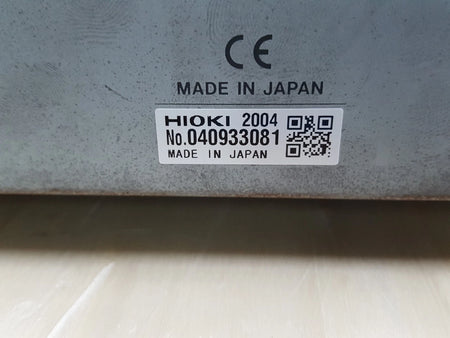 CE
MADE IN JAPAN
HIOKI 2004
No.040933081
MADE IN JAPAN